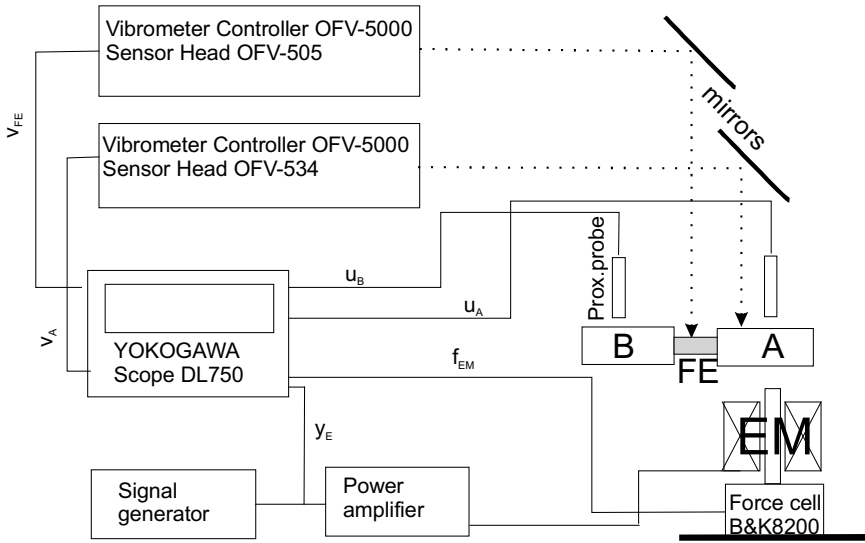 Vibrometer Controller OFV-5000
Sensor Head OFV-505
mirrors
v_FE
Vibrometer Controller OFV-5000
Sensor Head OFV-534
Prox.probe
u_B
u_A
v_A
YOKOGAWA
Scope DL750
B
A
FE
f_EM
EM
y_E
Signal
generator
Power
amplifier
Force cell
B&K8200